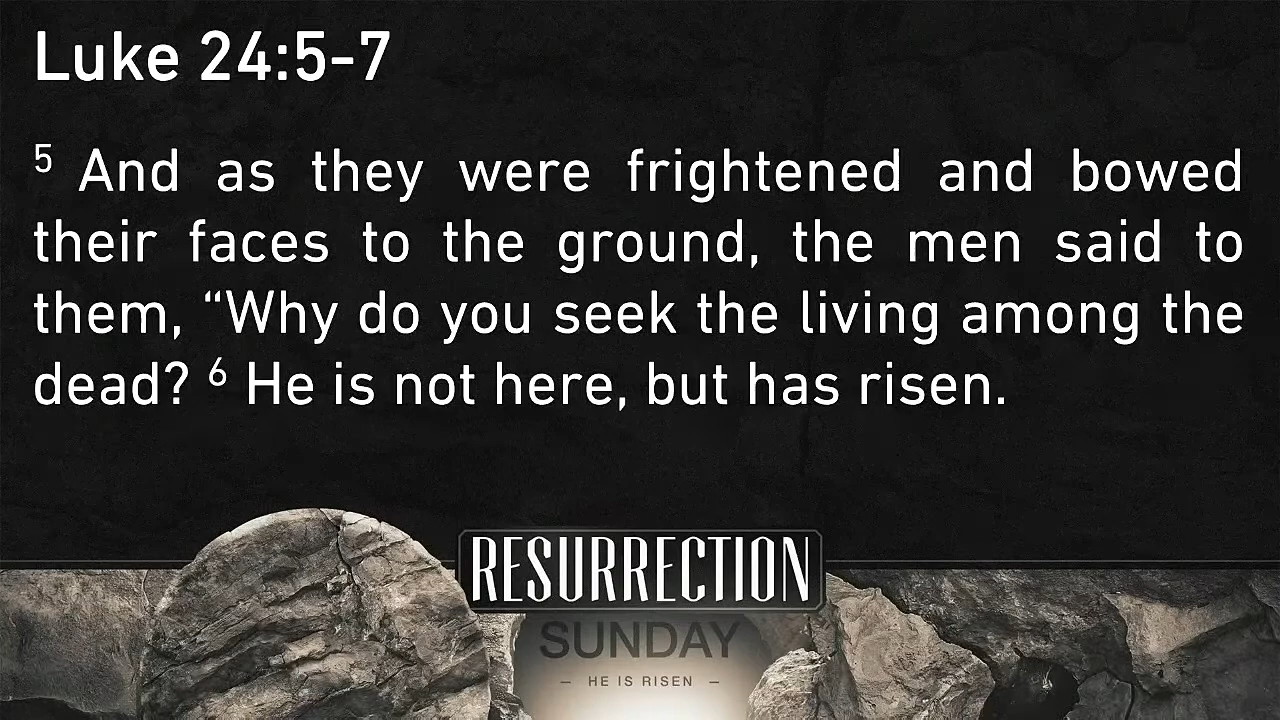 Luke 24:5-7
5 And as they were frightened and bowed
their faces to the ground, the men said to
them, “Why do you seek the living among the
dead? 6 He is not here, but has risen.
RESURRECTION
SUNDAY
– HE IS RISEN –